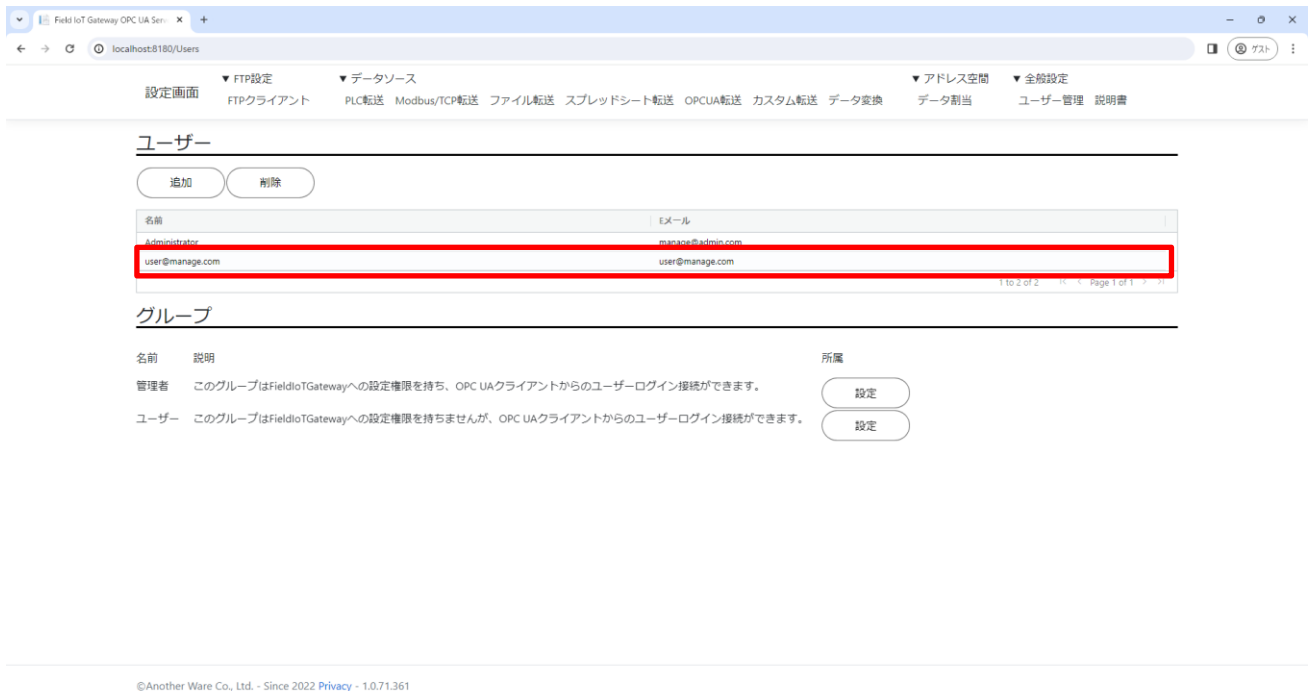 Field IoT Gateway OPC UA Serv
localhost:8180/Users
ゲスト
設定画面
▼ FTP設定
FTPクライアント
▼ データソース
PLC転送 Modbus/TCP転送 ファイル転送 スプレッドシート転送 OPCUA転送 カスタム転送 データ変換
▼ アドレス空間
データ割当
▼ 全般設定
ユーザー管理 説明書
ユーザー
追加 削除
名前 Eメール
Administrator manage@admin.com
user@manage.com user@manage.com
1 to 2 of 2 Page 1 of 1
グループ
名前 説明 所属
管理者 このグループはFieldIoTGatewayへの設定権限を持ち、OPC UAクライアントからのユーザーログイン接続ができます。 設定
ユーザー このグループはFieldIoTGatewayへの設定権限を持ちませんが、OPC UAクライアントからのユーザーログイン接続ができます。 設定
©Another Ware Co., Ltd. - Since 2022 Privacy - 1.0.71.361